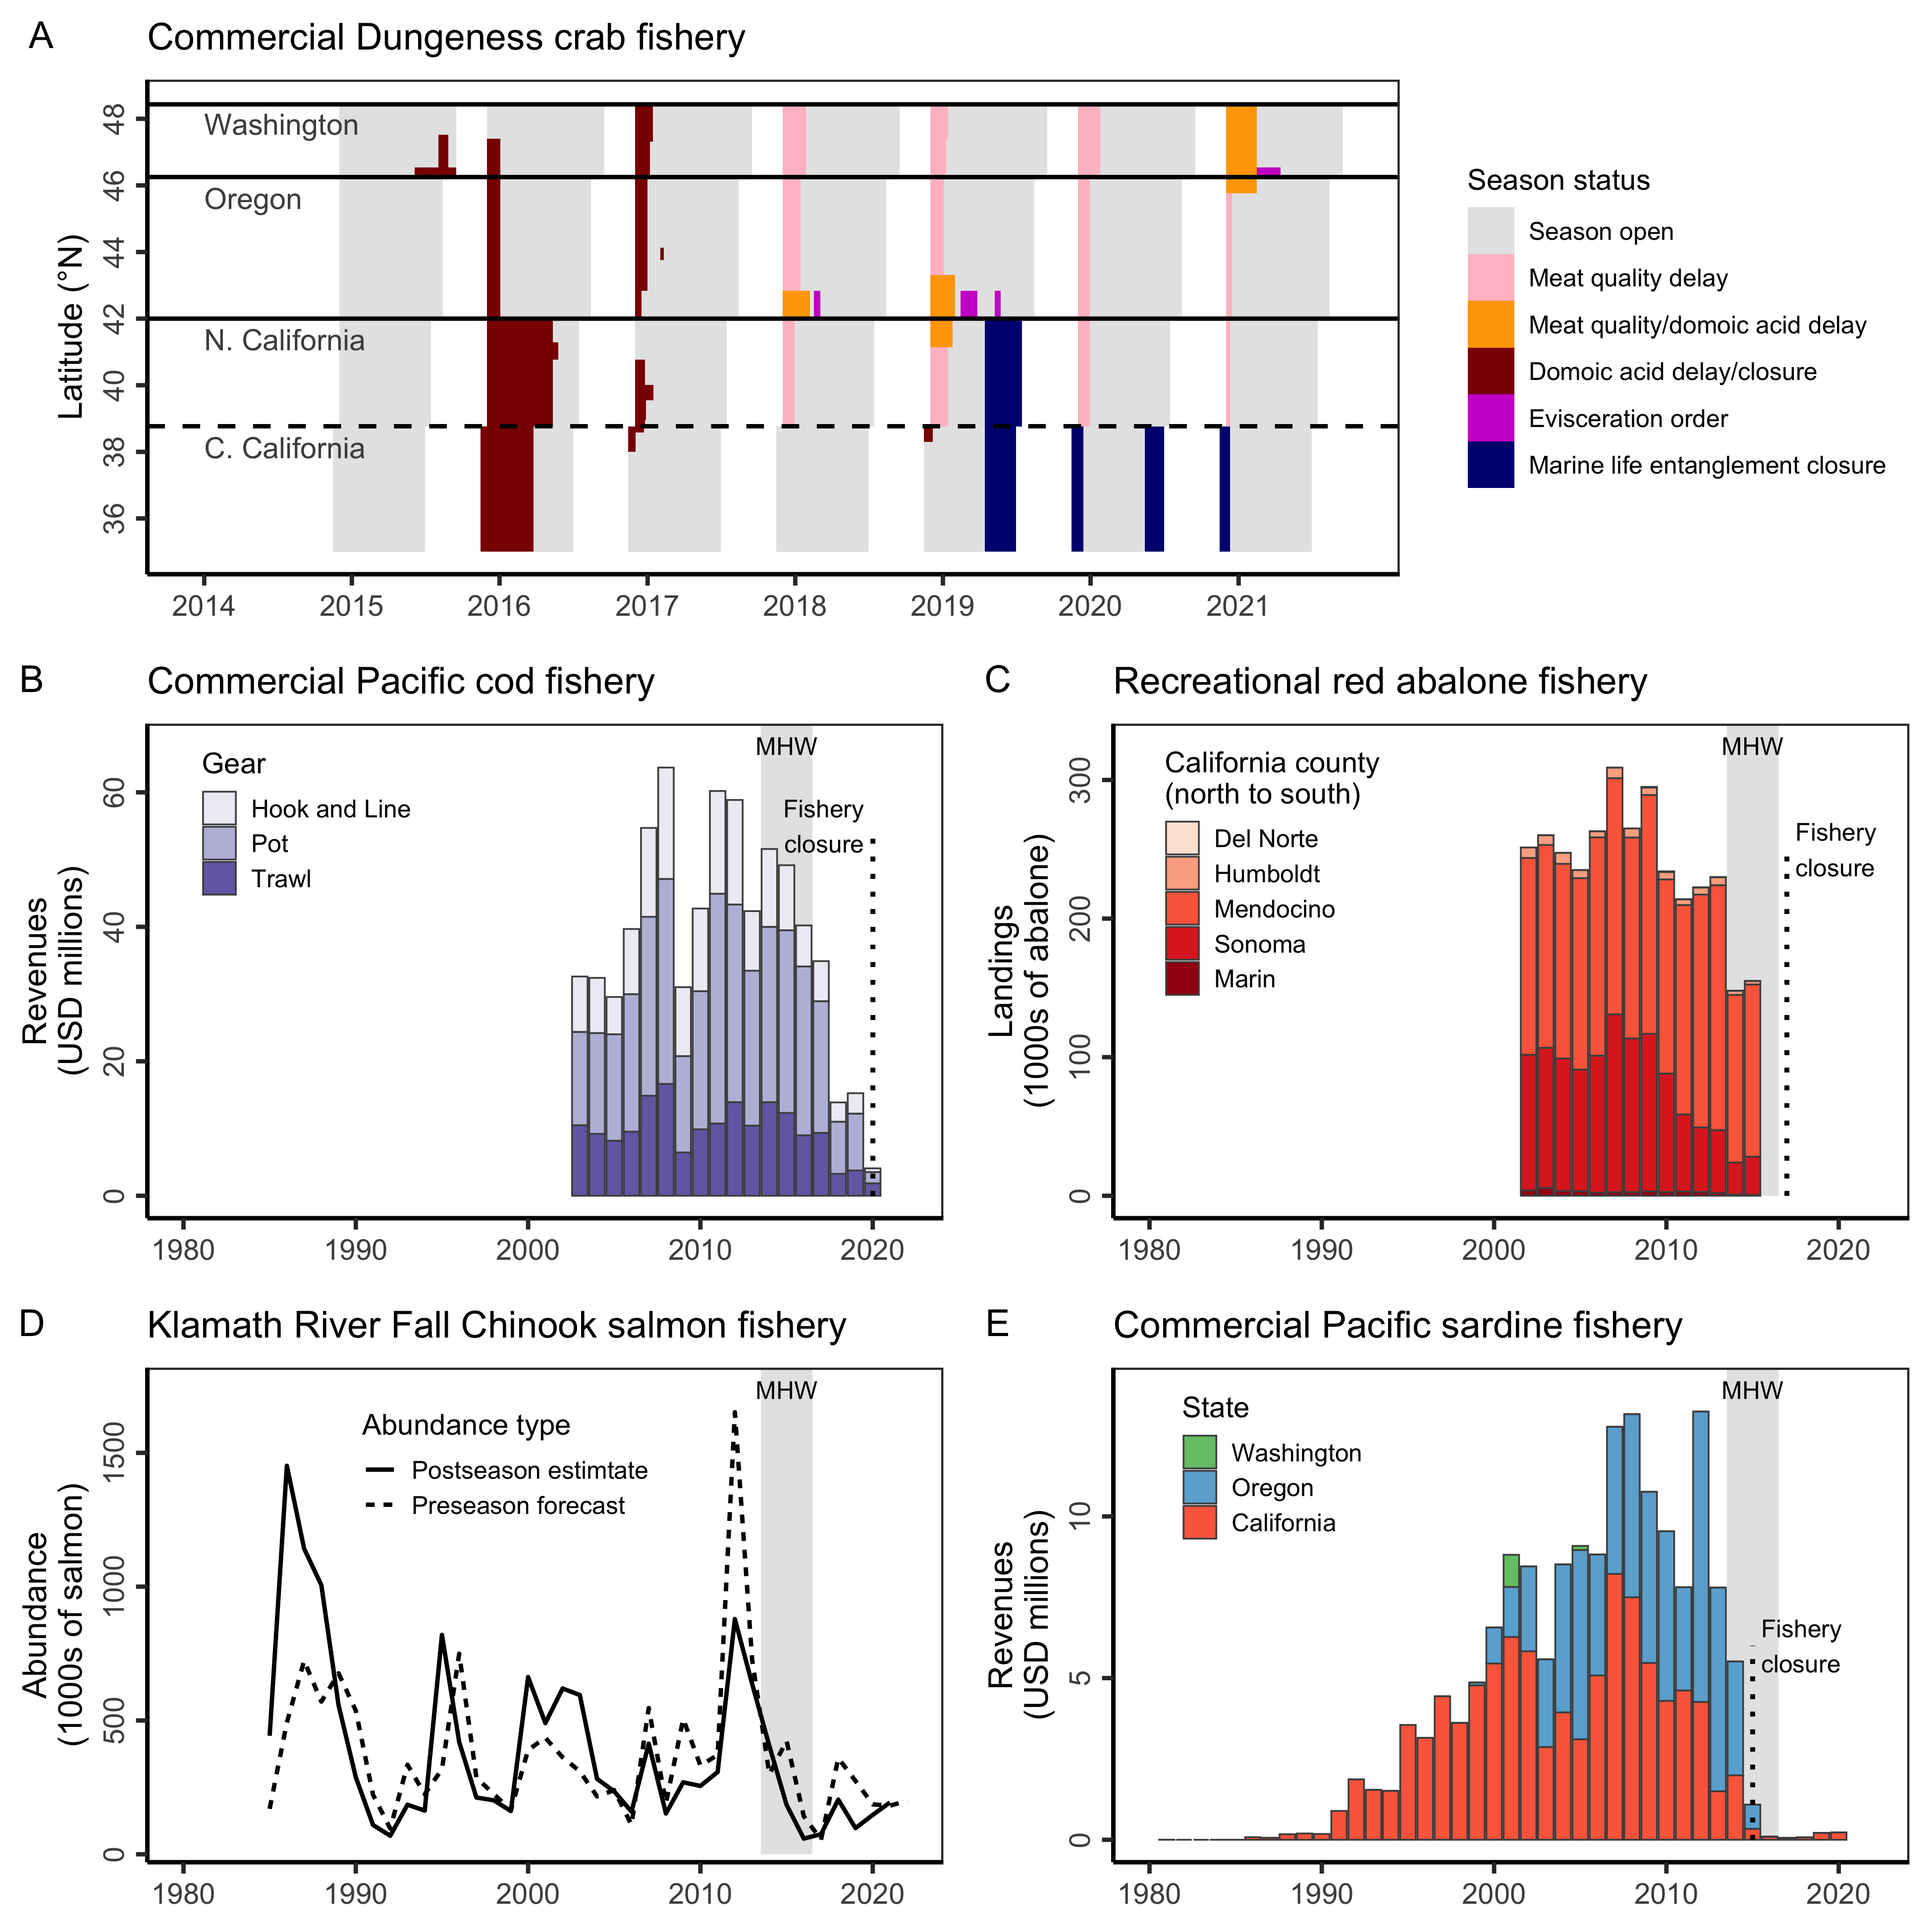 A
Commercial Dungeness crab fishery
Latitude (°N)
48
46
44
42
40
38
36
Washington
Oregon
N. California
C. California
2014 2015 2016 2017 2018 2019 2020 2021
Season status
Season open
Meat quality delay
Meat quality/domoic acid delay
Domoic acid delay/closure
Evisceration order
Marine life entanglement closure
B
Commercial Pacific cod fishery
Revenues
(USD millions)
60
40
20
0
Gear
Hook and Line
Pot
Trawl
MHW
Fishery
closure
1980 1990 2000 2010 2020
C
Recreational red abalone fishery
Landings
(1000s of abalone)
300
200
100
0
California county
(north to south)
Del Norte
Humboldt
Mendocino
Sonoma
Marin
MHW
Fishery
closure
1980 1990 2000 2010 2020
D
Klamath River Fall Chinook salmon fishery
Abundance
(1000s of salmon)
1500
1000
500
0
Abundance type
Postseason estimtate
Preseason forecast
MHW
1980 1990 2000 2010 2020
E
Commercial Pacific sardine fishery
Revenues
(USD millions)
10
5
0
State
Washington
Oregon
California
MHW
Fishery
closure
1980 1990 2000 2010 2020